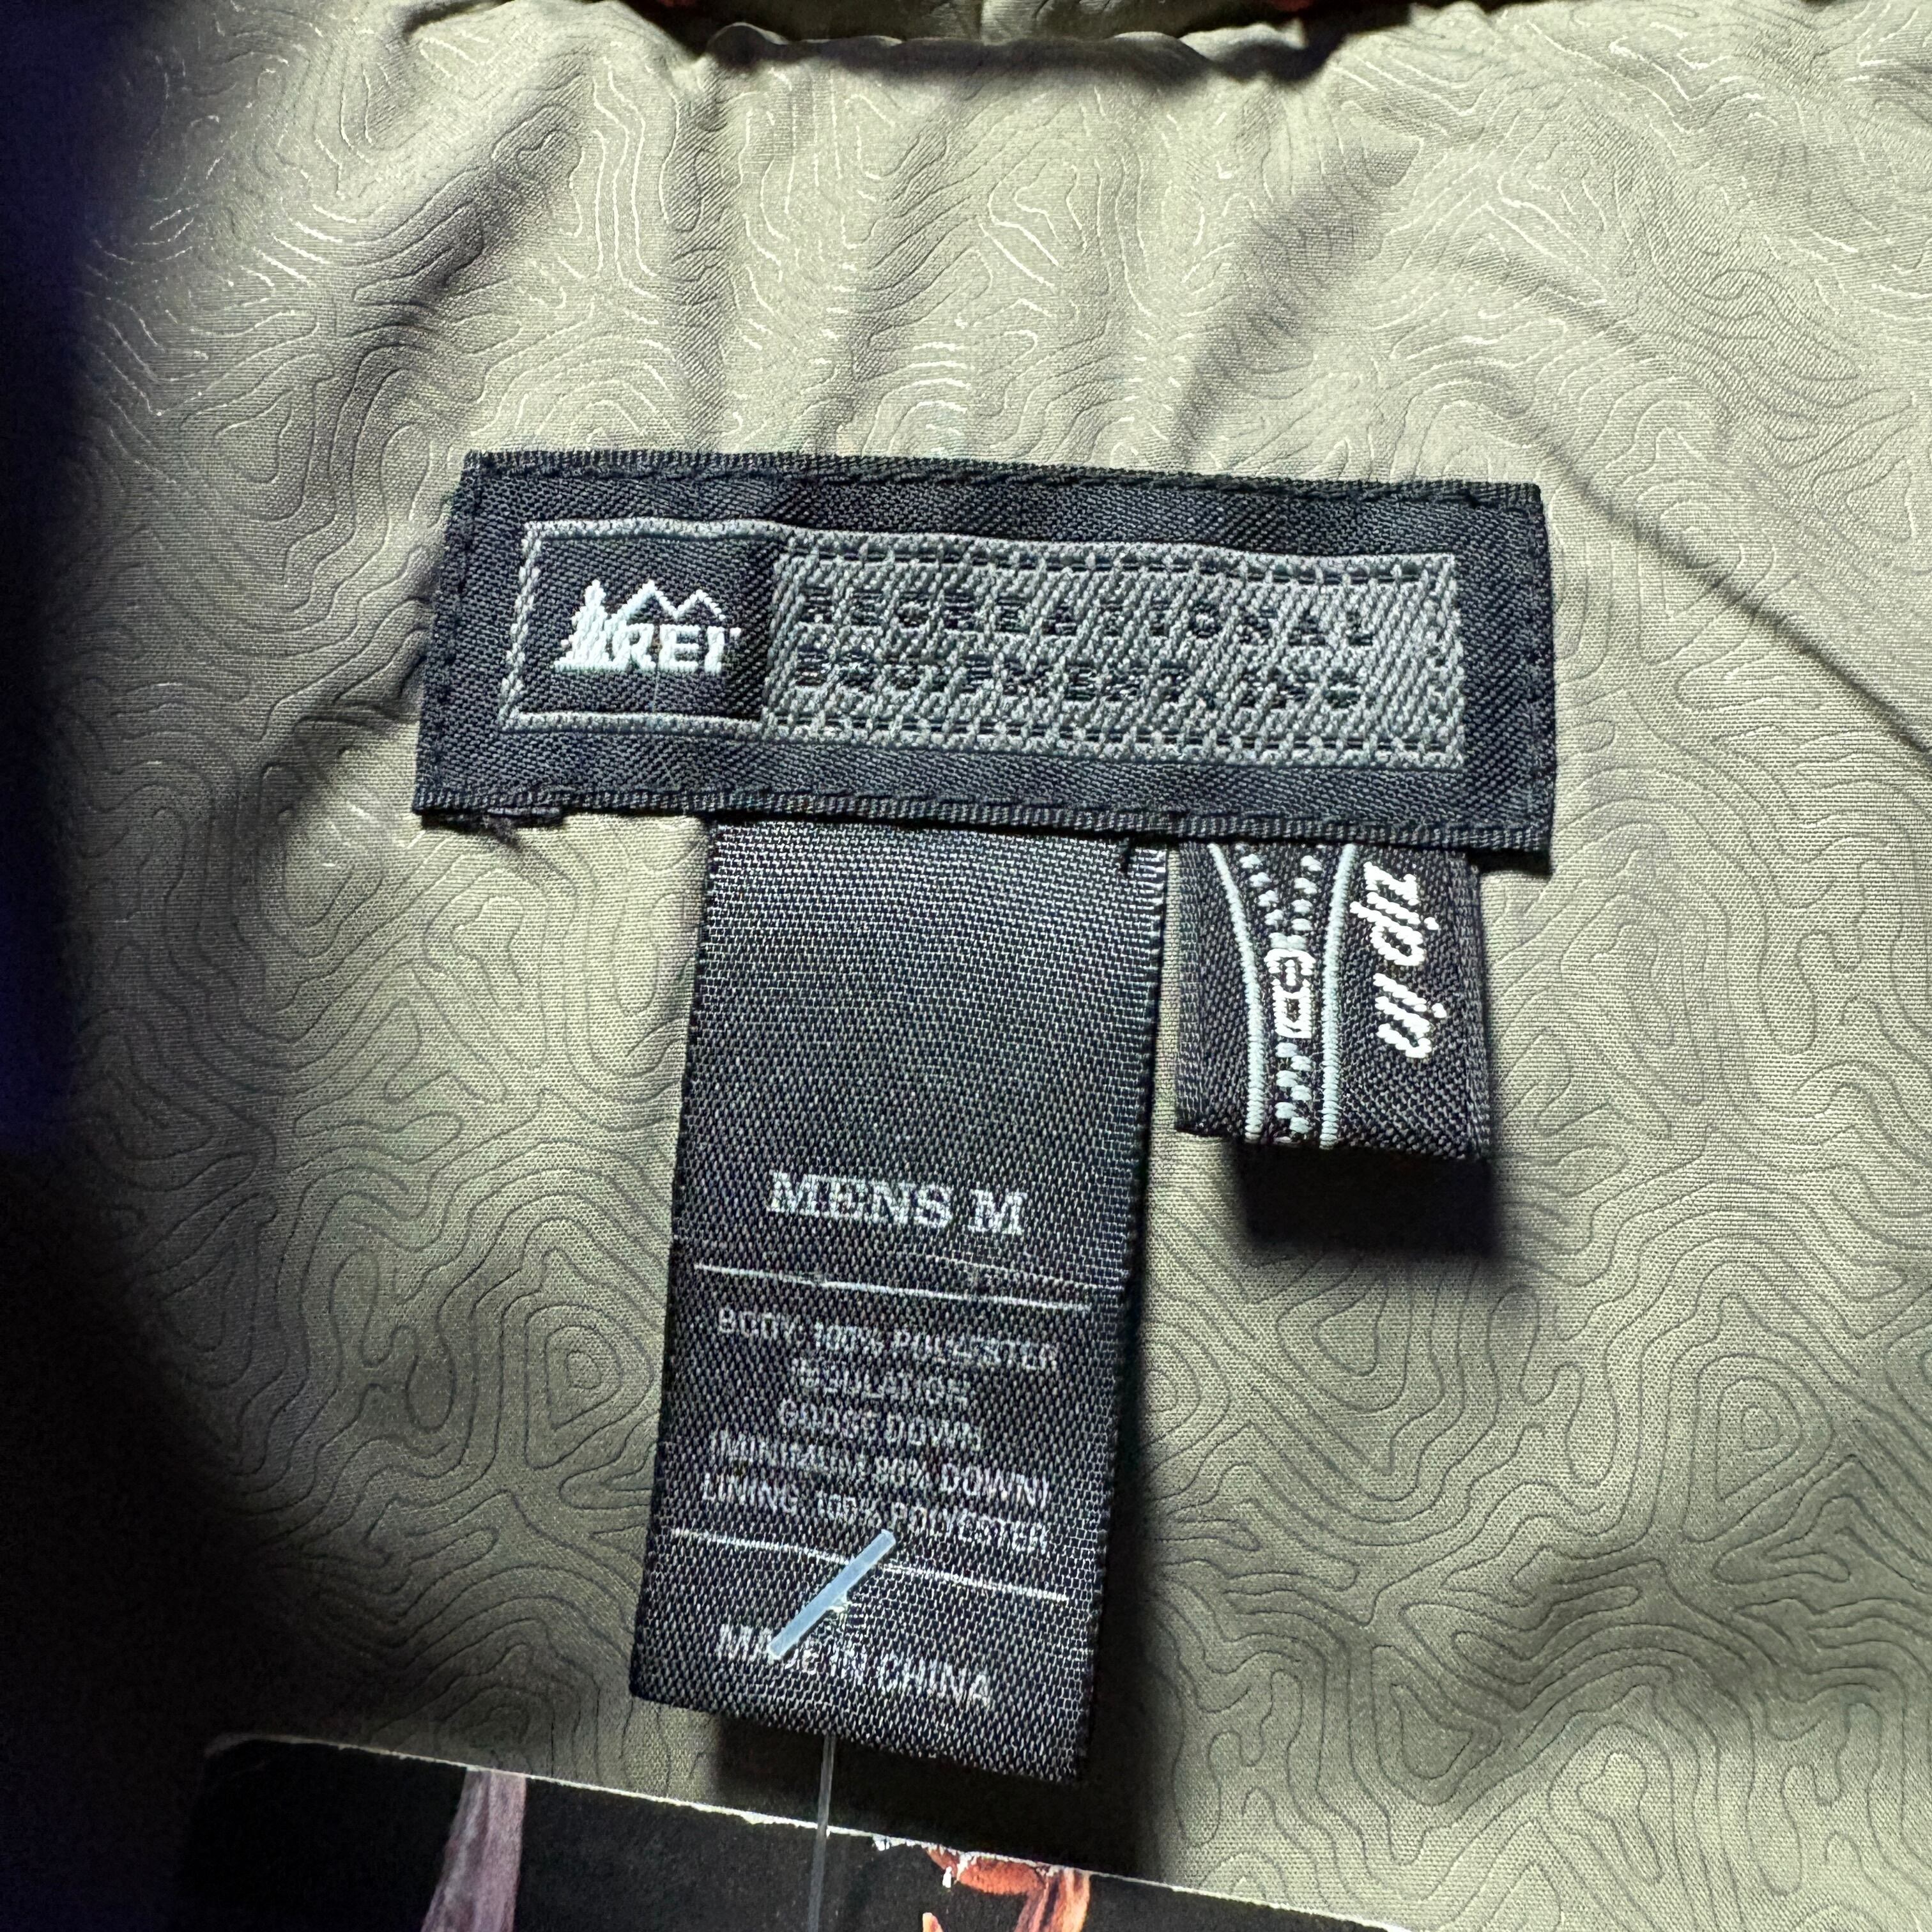 REI
RECREATIONAL
EQUIPMENT, INC
zip in
MENS M
BODY 100% POLYESTER
INSULATION
GOOSE DOWN
(MINIMUM 80% DOWN)
LINING 100% POLYESTER
MADE IN CHINA